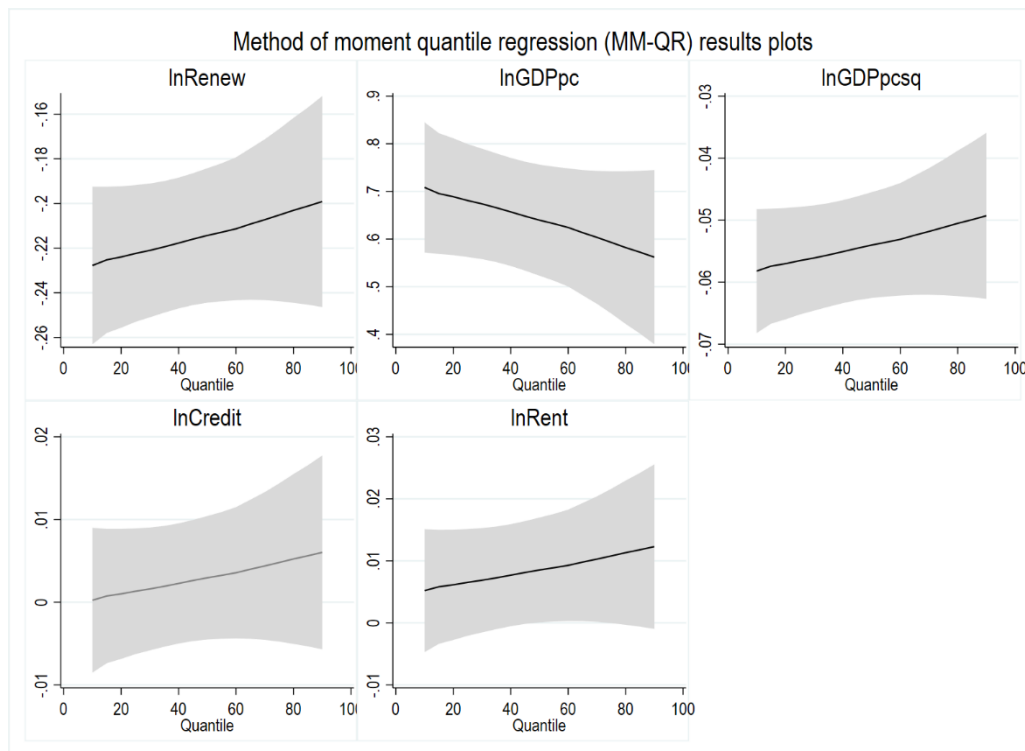 Method of moment quantile regression (MM-QR) results plots
lnRenew
-.16
-.18
-.2
-.22
-.24
-.26
0 20 40 60 80 100
Quantile
lnGDPpc
.9
.8
.7
.6
.5
.4
0 20 40 60 80 100
Quantile
lnGDPpcsq
-.03
-.04
-.05
-.06
-.07
0 20 40 60 80 100
Quantile
lnCredit
.02
.01
0
-.01
0 20 40 60 80 100
Quantile
lnRent
.03
.02
.01
0
-.01
0 20 40 60 80 100
Quantile